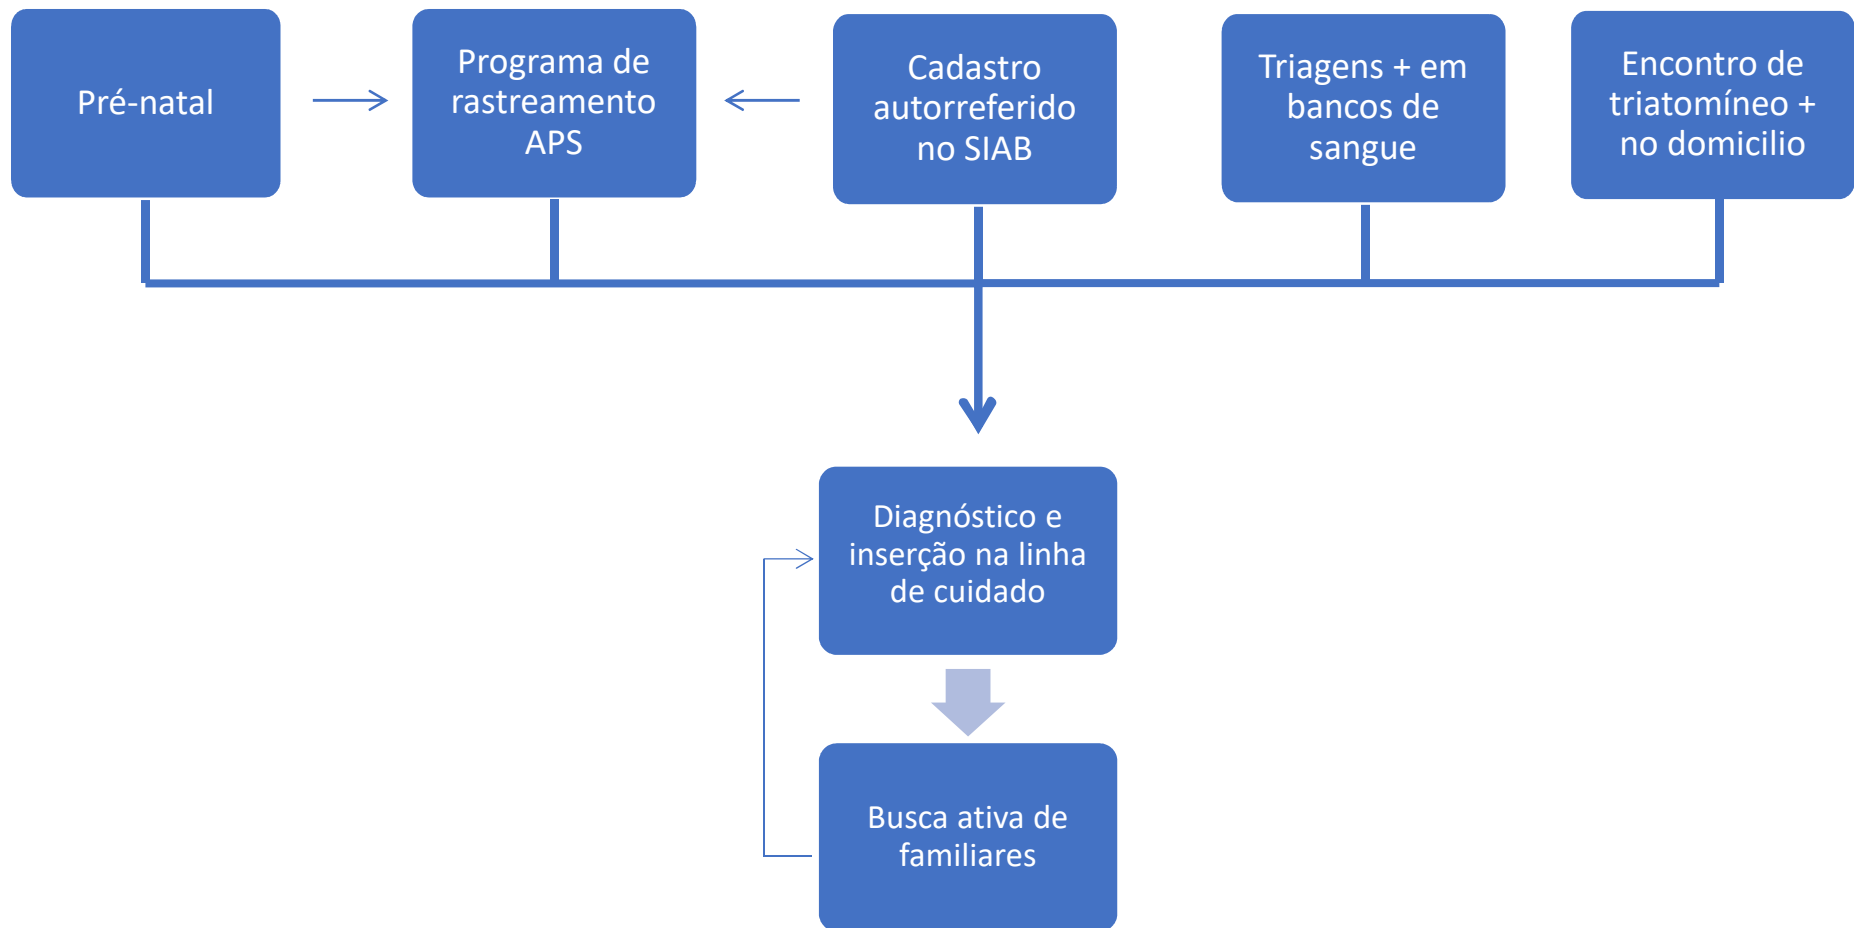 Pré-natal
Programa de
rastreamento
APS
Cadastro
autorreferido
no SIAB
Triagens + em
bancos de
sangue
Encontro de
triatomíneo +
no domicilio
Diagnóstico e
inserção na linha
de cuidado
Busca ativa de
familiares